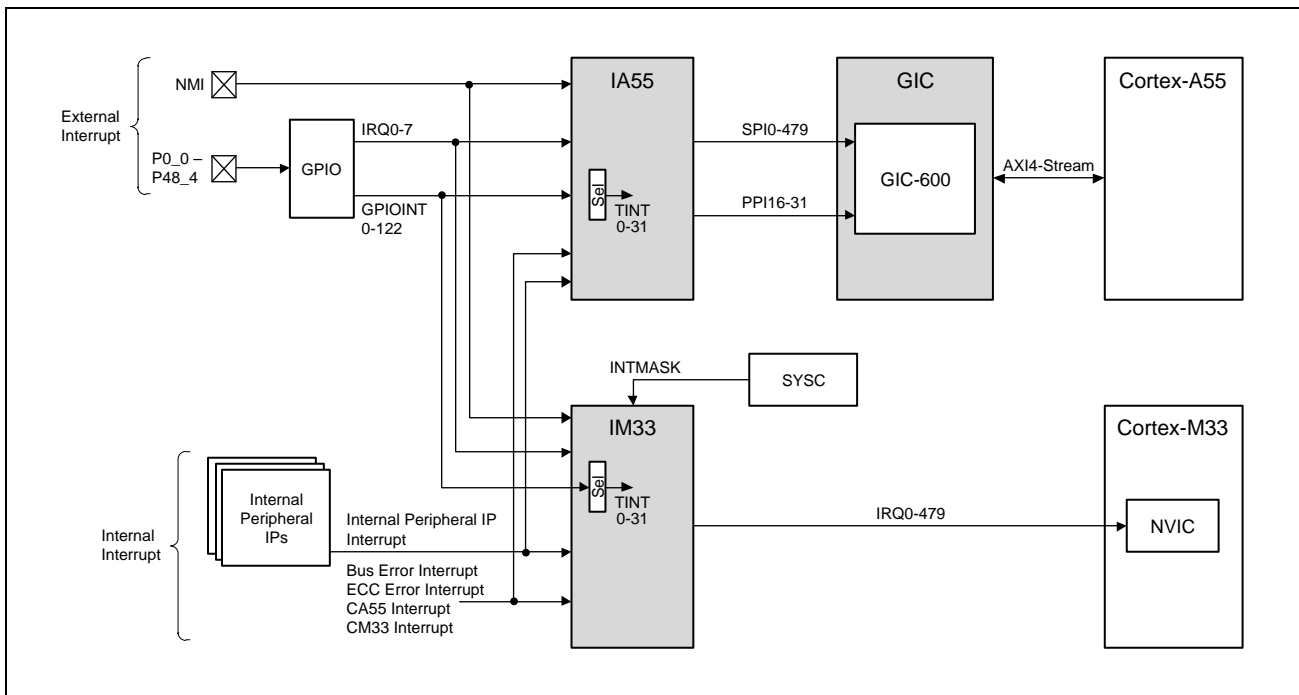 IA55
GIC
Cortex-A55
NMI
External
Interrupt
IRQ0-7
SPI0-479
P0_0 –
P48_4
GPIO
GIC-600
AXI4-Stream
Sel
TINT
0-31
GPIOINT
0-122
PPI16-31
INTMASK
SYSC
IM33
Cortex-M33
Sel
TINT
0-31
Internal
Peripheral
IPs
Internal
Interrupt
Internal Peripheral IP
Interrupt
IRQ0-479
NVIC
Bus Error Interrupt
ECC Error Interrupt
CA55 Interrupt
CM33 Interrupt